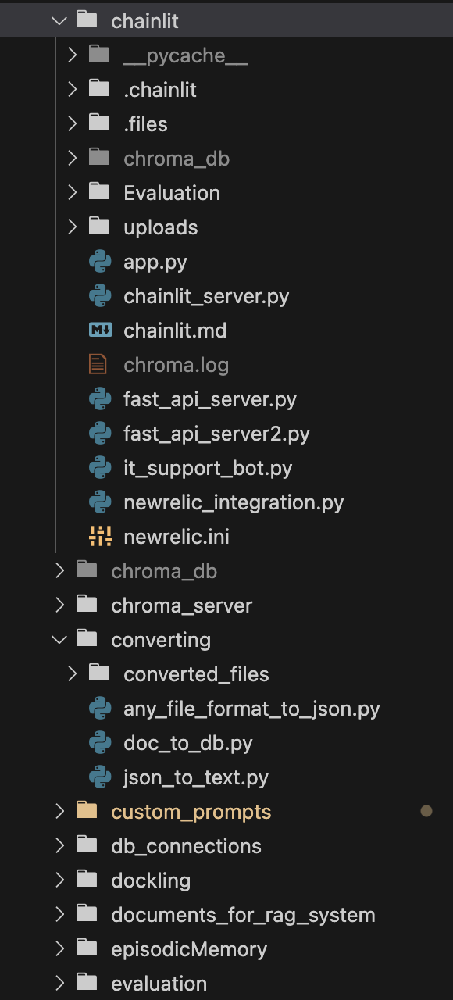 chainlit
__pycache__
.chainlit
.files
chroma_db
Evaluation
uploads
app.py
chainlit_server.py
chainlit.md
chroma.log
fast_api_server.py
fast_api_server2.py
it_support_bot.py
newrelic_integration.py
newrelic.ini
chroma_db
chroma_server
converting
converted_files
any_file_format_to_json.py
doc_to_db.py
json_to_text.py
custom_prompts
db_connections
dockling
documents_for_rag_system
episodicMemory
evaluation